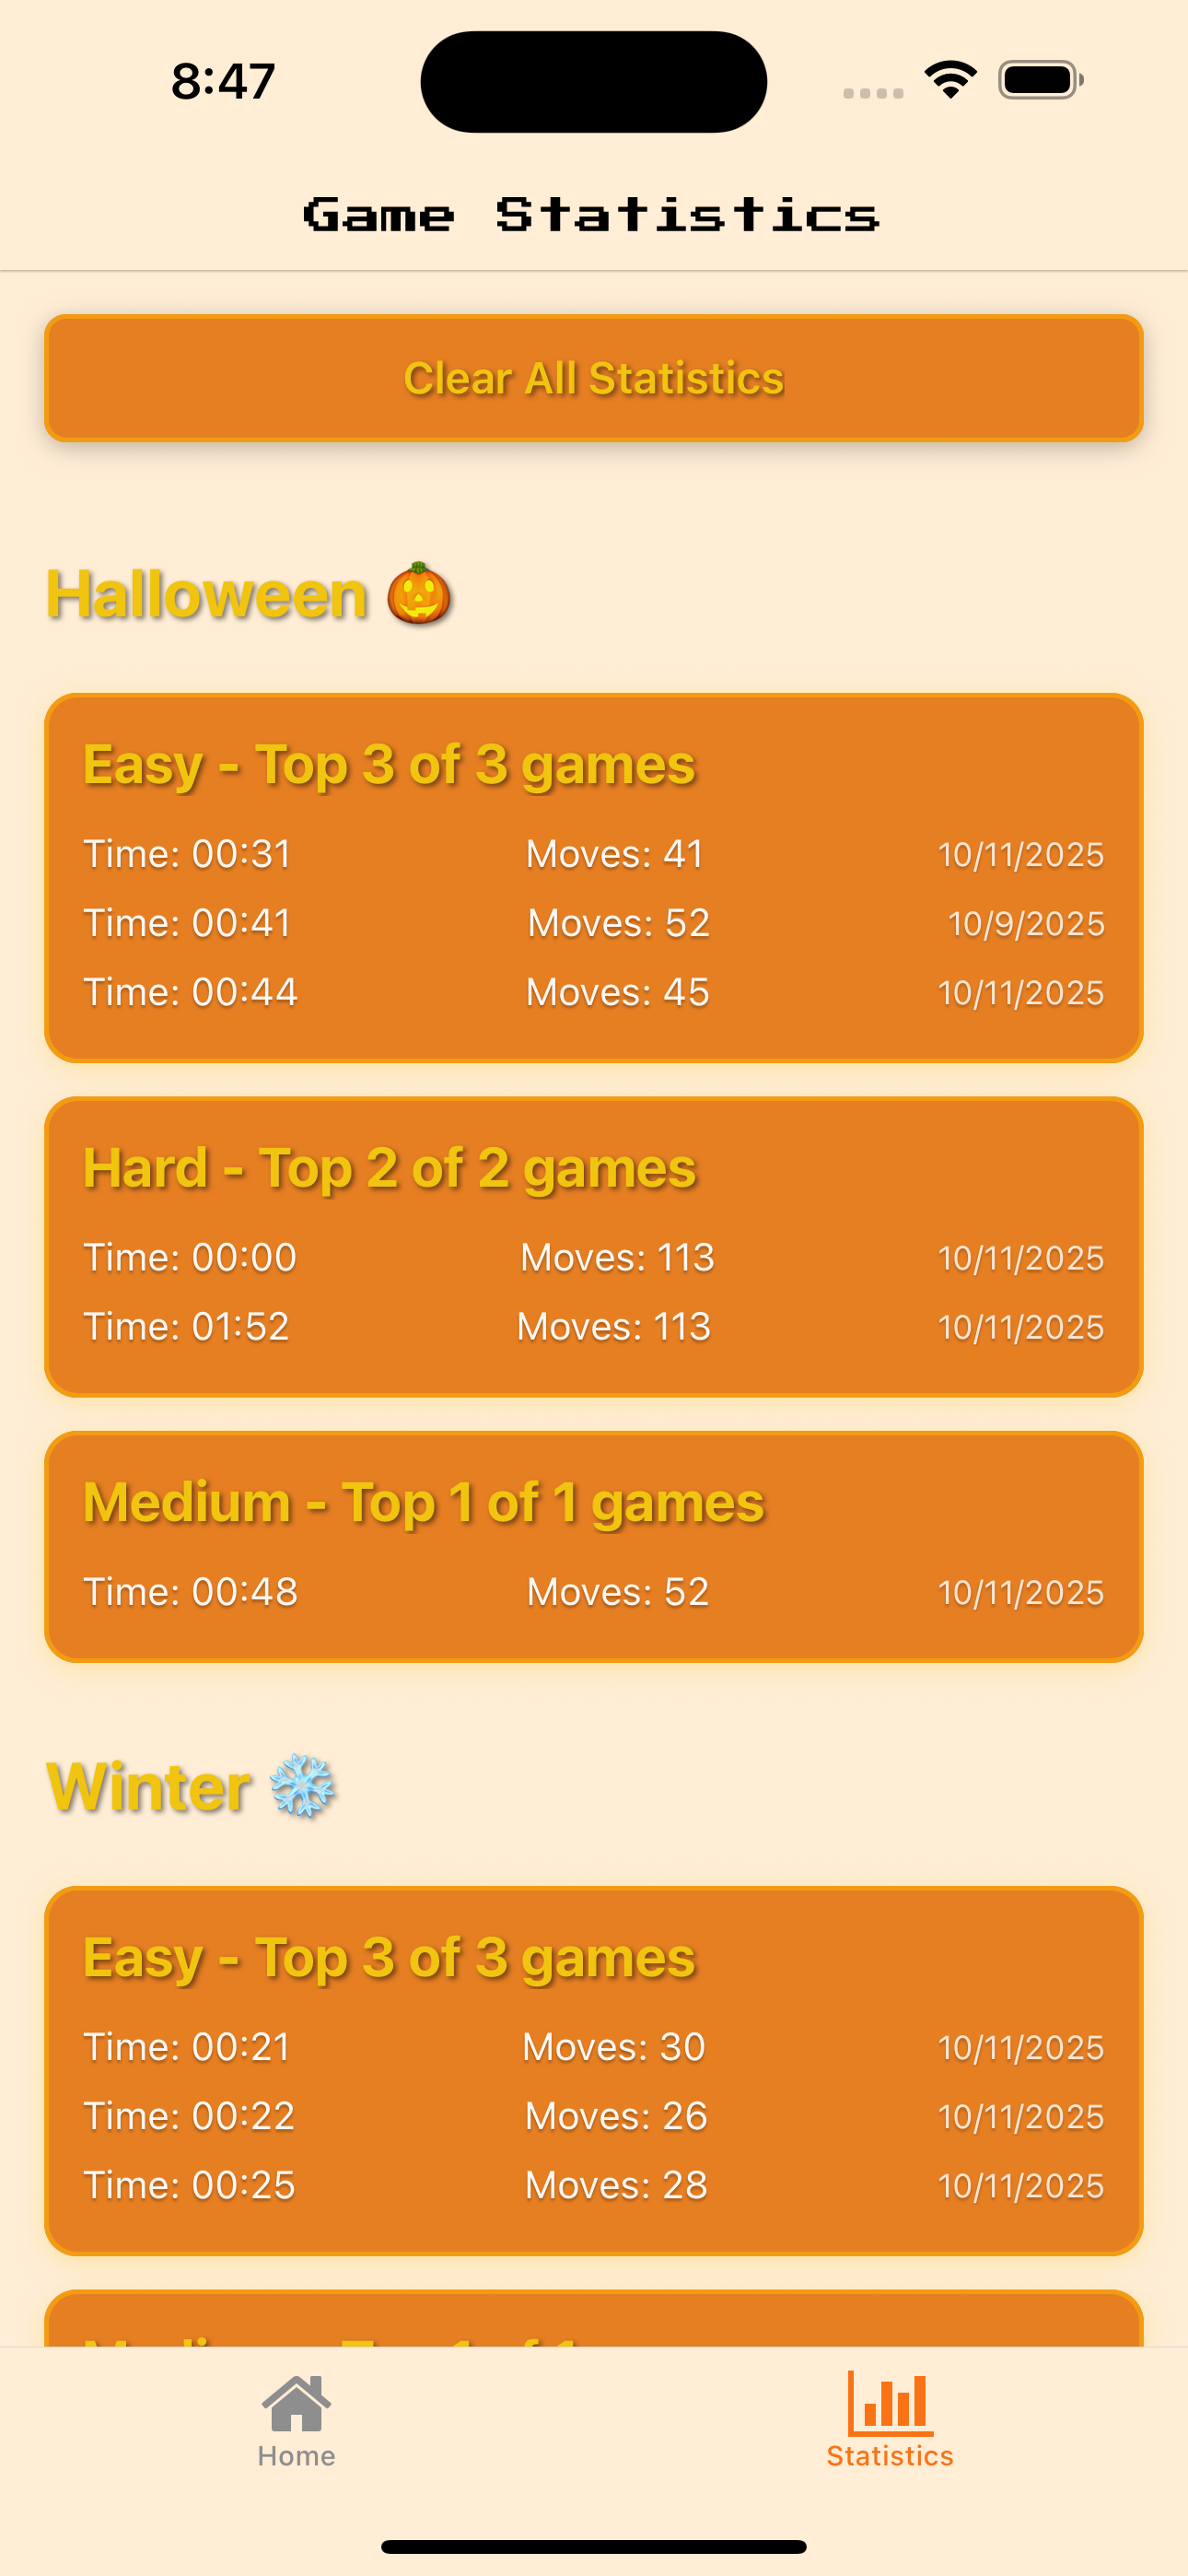 8:47
Game Statistics
Clear All Statistics
Halloween 🎃
Easy - Top 3 of 3 games
Time: 00:31 Moves: 41 10/11/2025
Time: 00:41 Moves: 52 10/9/2025
Time: 00:44 Moves: 45 10/11/2025
Hard - Top 2 of 2 games
Time: 00:00 Moves: 113 10/11/2025
Time: 01:52 Moves: 113 10/11/2025
Medium - Top 1 of 1 games
Time: 00:48 Moves: 52 10/11/2025
Winter ❄️
Easy - Top 3 of 3 games
Time: 00:21 Moves: 30 10/11/2025
Time: 00:22 Moves: 26 10/11/2025
Time: 00:25 Moves: 28 10/11/2025
Home Statistics